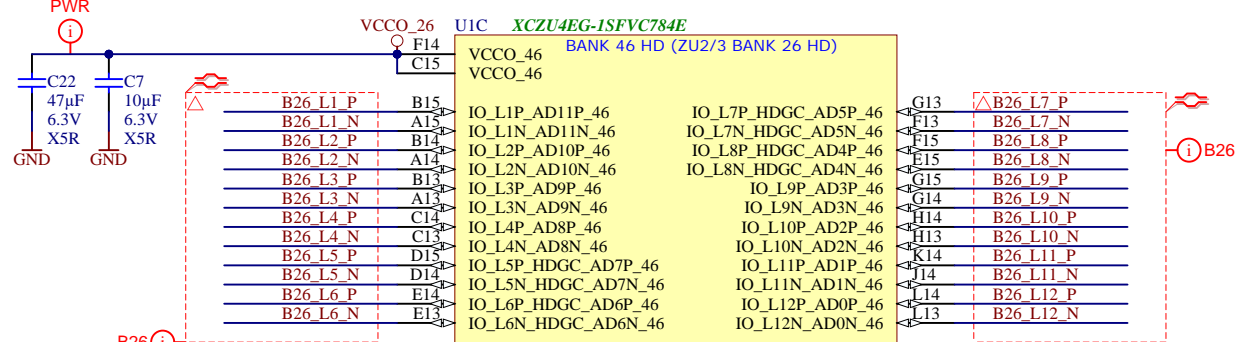 PWR
i
VCCO_26 U1C XCZU4EG-1SFVC784E
BANK 46 HD (ZU2/3 BANK 26 HD)
F14 VCCO_46
C15 VCCO_46
C22
47µF
6.3V
X5R
GND
C7
10µF
6.3V
X5R
GND
B26_L1_P B15 IO_L1P_AD11P_46 IO_L7P_HDGC_AD5P_46 G13 B26_L7_P
B26_L1_N A15 IO_L1N_AD11N_46 IO_L7N_HDGC_AD5N_46 F13 B26_L7_N
B26_L2_P B14 IO_L2P_AD10P_46 IO_L8P_HDGC_AD4P_46 F15 B26_L8_P
B26_L2_N A14 IO_L2N_AD10N_46 IO_L8N_HDGC_AD4N_46 E15 B26_L8_N
i B26
B26_L3_P B13 IO_L3P_AD9P_46 IO_L9P_AD3P_46 G15 B26_L9_P
B26_L3_N A13 IO_L3N_AD9N_46 IO_L9N_AD3N_46 G14 B26_L9_N
B26_L4_P C14 IO_L4P_AD8P_46 IO_L10P_AD2P_46 H14 B26_L10_P
B26_L4_N C13 IO_L4N_AD8N_46 IO_L10N_AD2N_46 H13 B26_L10_N
B26_L5_P D15 IO_L5P_HDGC_AD7P_46 IO_L11P_AD1P_46 K14 B26_L11_P
B26_L5_N D14 IO_L5N_HDGC_AD7N_46 IO_L11N_AD1N_46 J14 B26_L11_N
B26_L6_P E14 IO_L6P_HDGC_AD6P_46 IO_L12P_AD0P_46 L14 B26_L12_P
B26_L6_N E13 IO_L6N_HDGC_AD6N_46 IO_L12N_AD0N_46 L13 B26_L12_N
B26 i